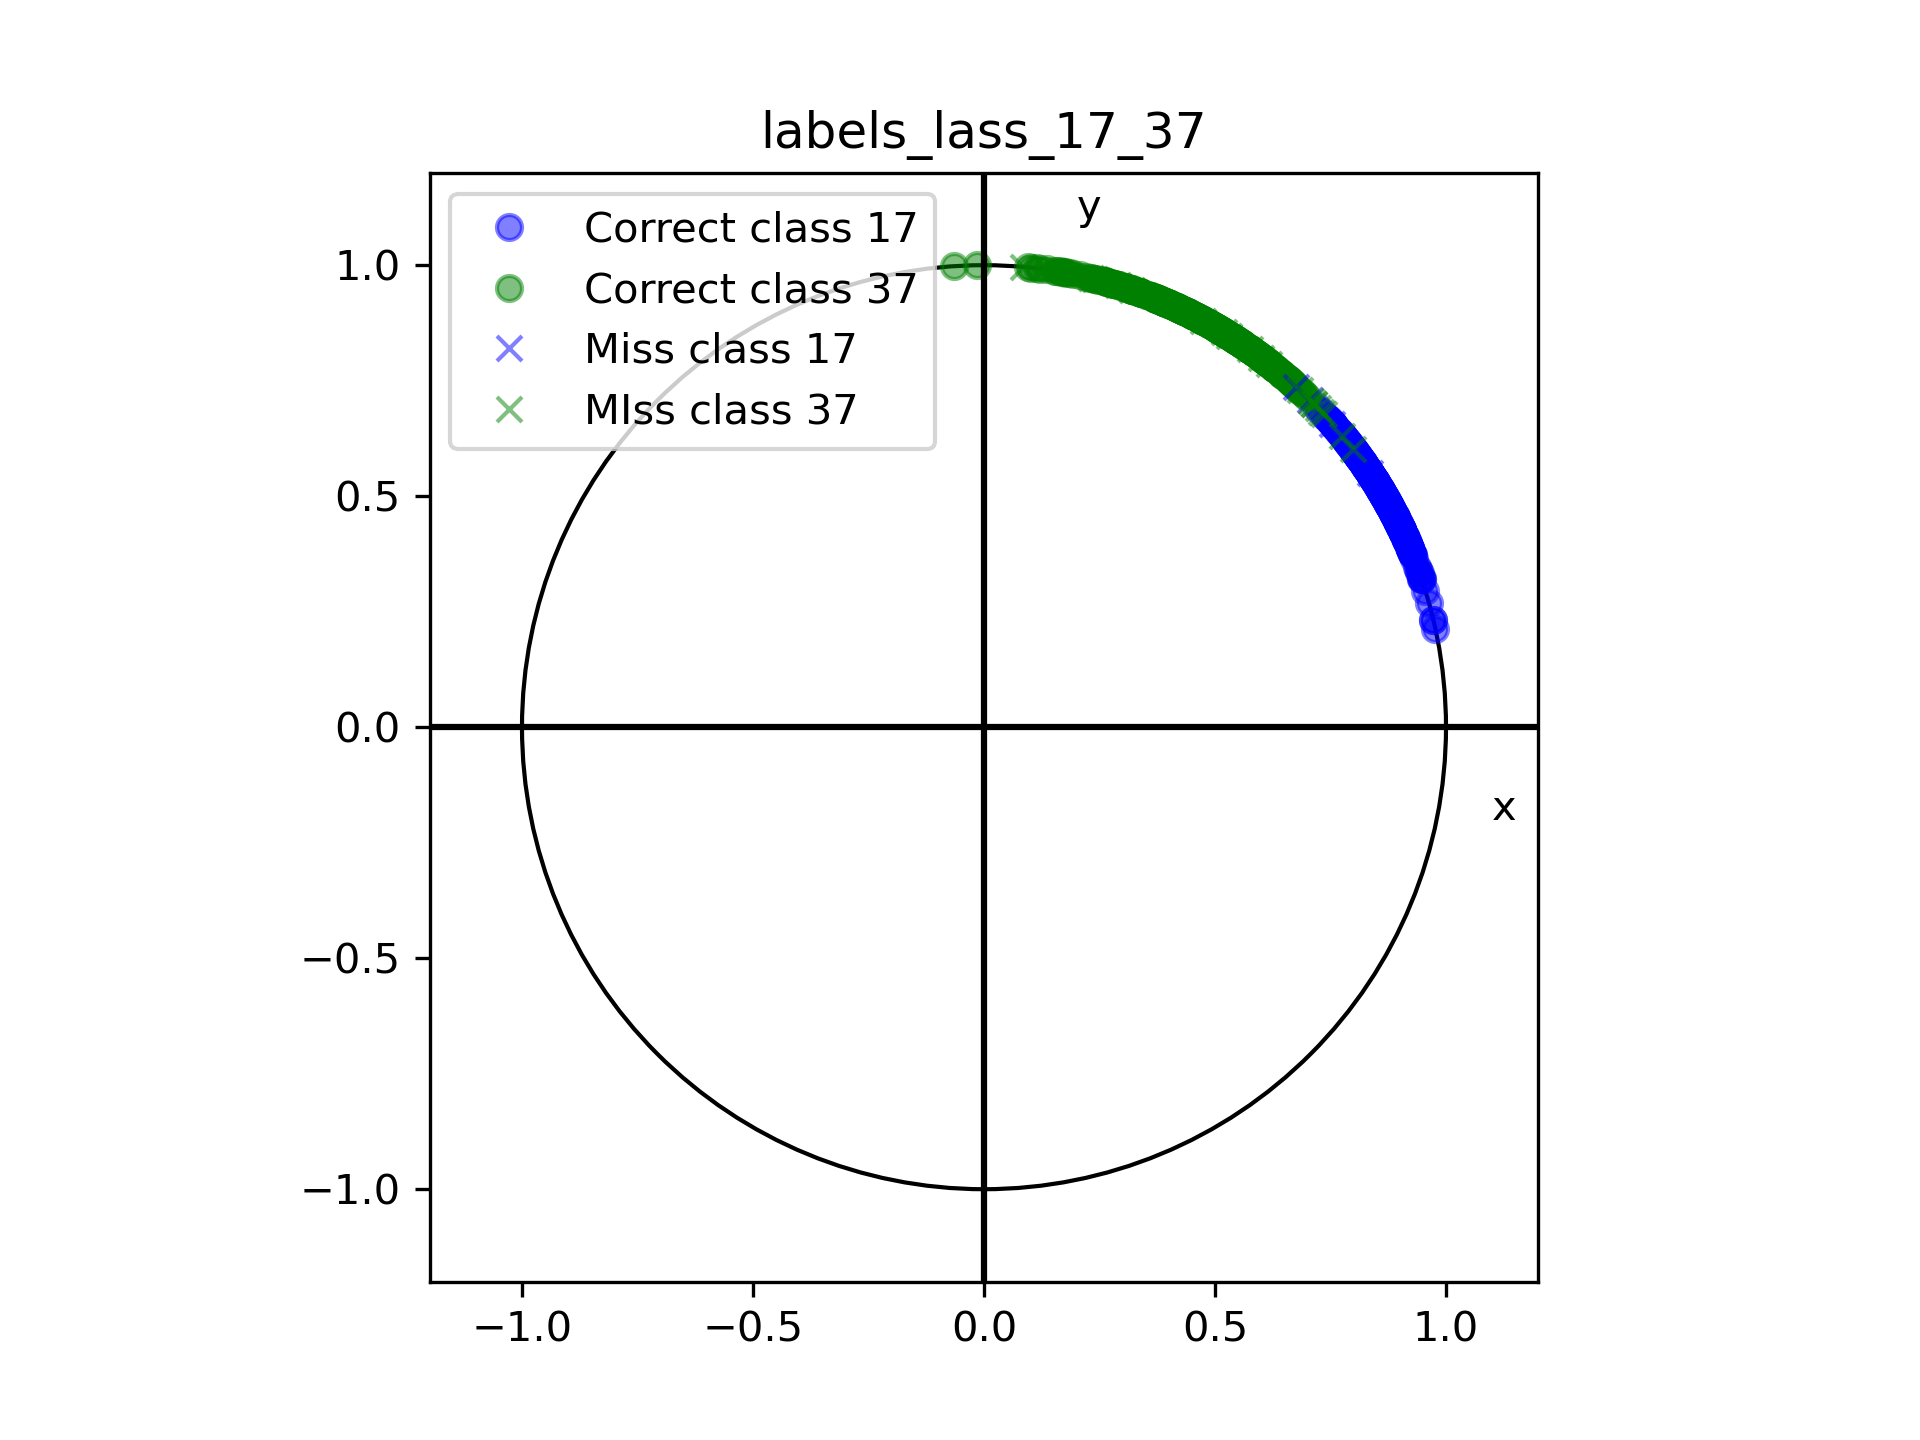 labels_lass_17_37
y
Correct class 17
Correct class 37
Miss class 17
MIss class 37
1.0
0.5
0.0
−0.5
−1.0
x
−1.0 −0.5 0.0 0.5 1.0